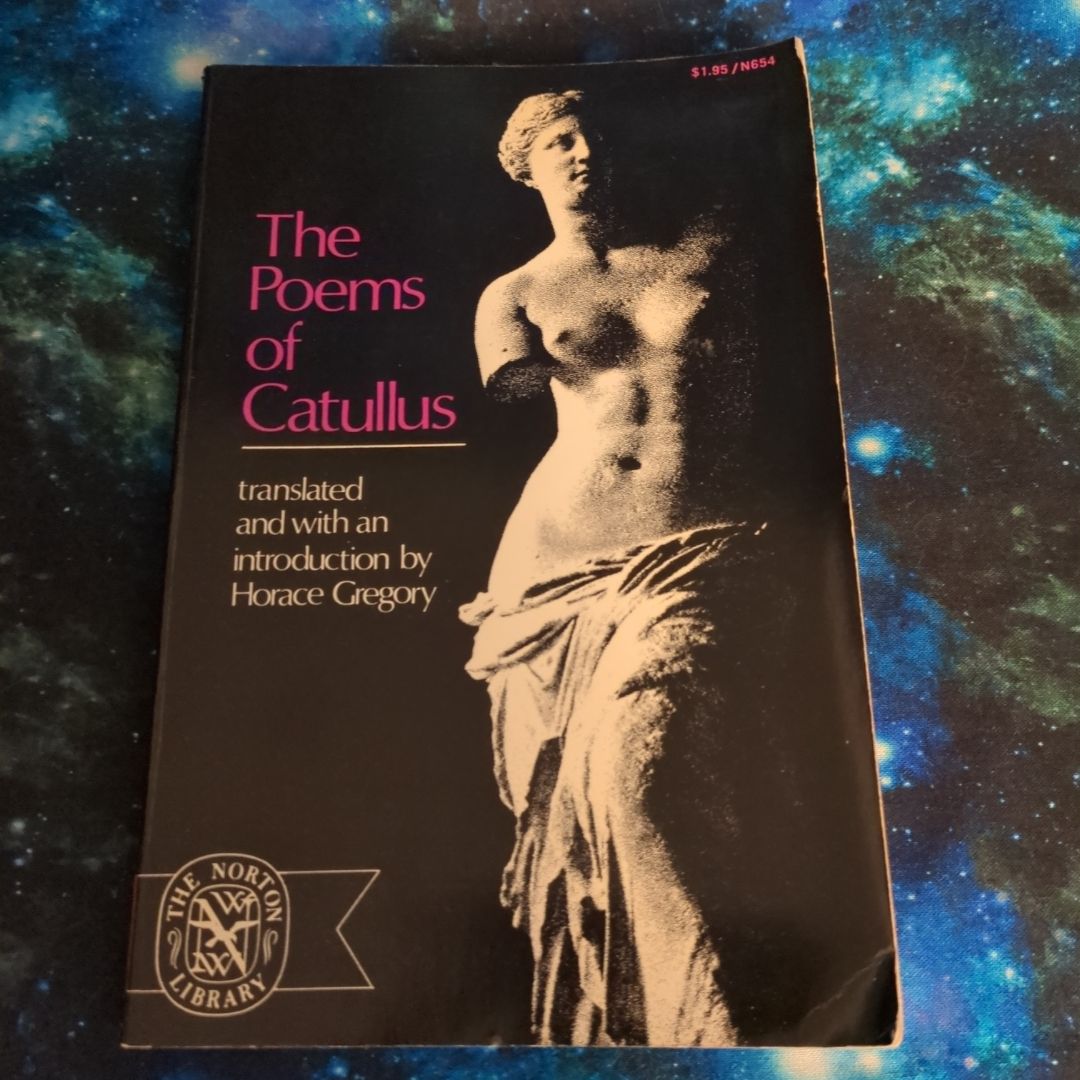 $1.95/N654
The
Poems
of
Catullus
translated
and with an
introduction by
Horace Gregory
THE NORTON
LIBRARY